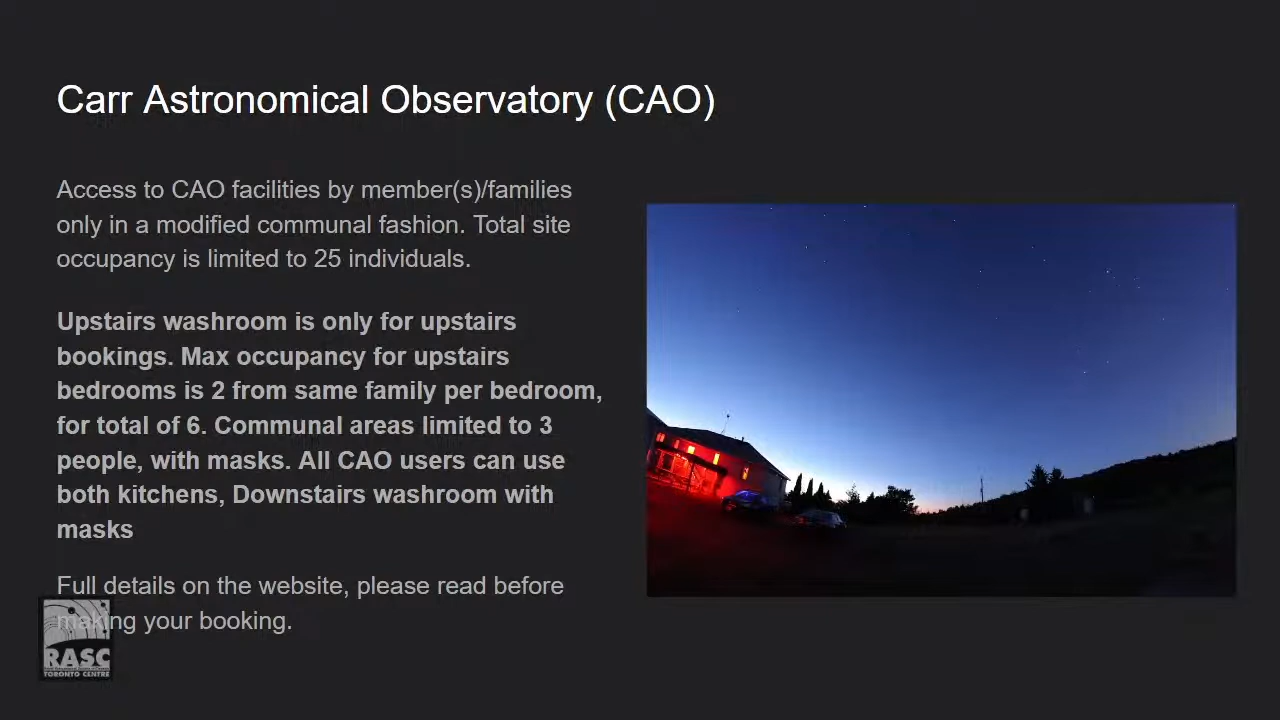 Carr Astronomical Observatory (CAO)
Access to CAO facilities by member(s)/families
only in a modified communal fashion. Total site
occupancy is limited to 25 individuals.
Upstairs washroom is only for upstairs
bookings. Max occupancy for upstairs
bedrooms is 2 from same family per bedroom,
for total of 6. Communal areas limited to 3
people, with masks. All CAO users can use
both kitchens, Downstairs washroom with
masks
Full details on the website, please read before
making your booking.
RASC
TORONTO CENTRE